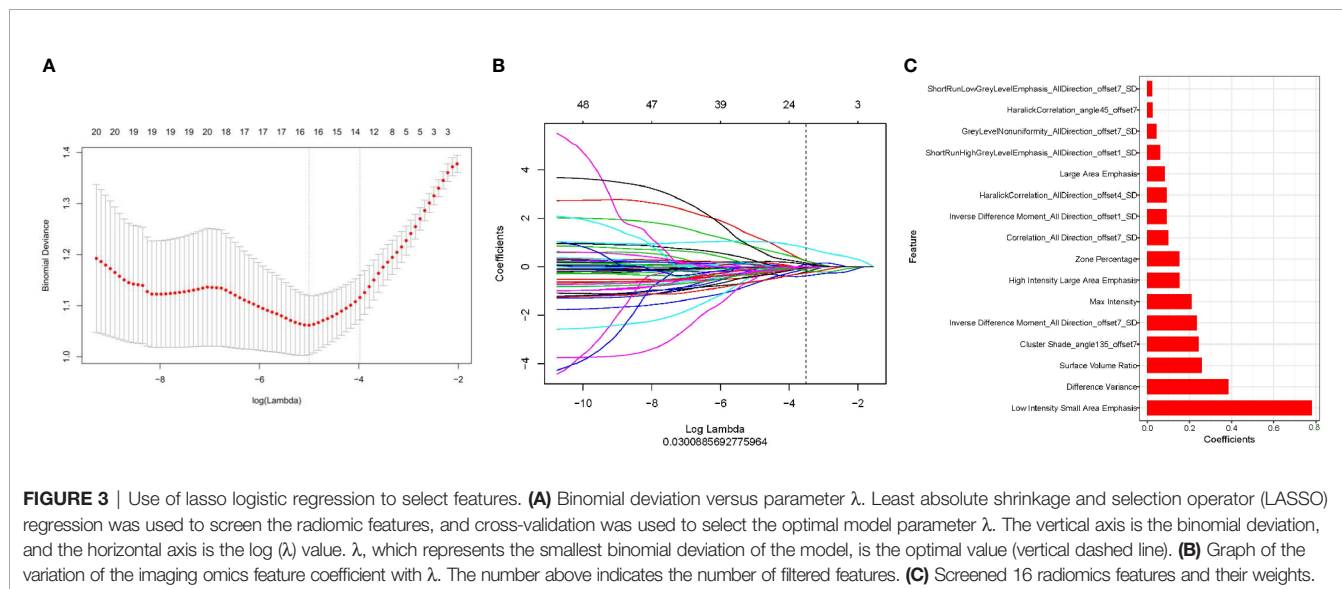 A
20 20 19 19 19 19 20 18 17 17 17 16 16 15 14 12 8 5 5 3 3
1.4
1.3
1.2
1.1
1.0
Binomial Deviance
-8 -6 -4 -2
log(Lambda)
B
48 47 39 24 3
4
2
0
-2
-4
Coefficients
-10 -8 -6 -4 -2
Log Lambda
0.0300885692775964
C
Feature
ShortRunLowGreyLevelEmphasis_AllDirection_offset7_SD
HaralickCorrelation_angle45_offset7
GreyLevelNonuniformity_AllDirection_offset7_SD
ShortRunHighGreyLevelEmphasis_AllDirection_offset1_SD
Large Area Emphasis
HaralickCorrelation_AllDirection_offset4_SD
Inverse Difference Moment_All Direction_offset1_SD
Correlation_All Direction_offset7_SD
Zone Percentage
High Intensity Large Area Emphasis
Max Intensity
Inverse Difference Moment_All Direction_offset7_SD
Cluster Shade_angle135_offset7
Surface Volume Ratio
Difference Variance
Low Intensity Small Area Emphasis
0.0 0.2 0.4 0.6 0.8
Coefficients
FIGURE 3 | Use of lasso logistic regression to select features. (A) Binomial deviation versus parameter λ. Least absolute shrinkage and selection operator (LASSO)
regression was used to screen the radiomic features, and cross-validation was used to select the optimal model parameter λ. The vertical axis is the binomial deviation,
and the horizontal axis is the log (λ) value. λ, which represents the smallest binomial deviation of the model, is the optimal value (vertical dashed line). (B) Graph of the
variation of the imaging omics feature coefficient with λ. The number above indicates the number of filtered features. (C) Screened 16 radiomics features and their weights.